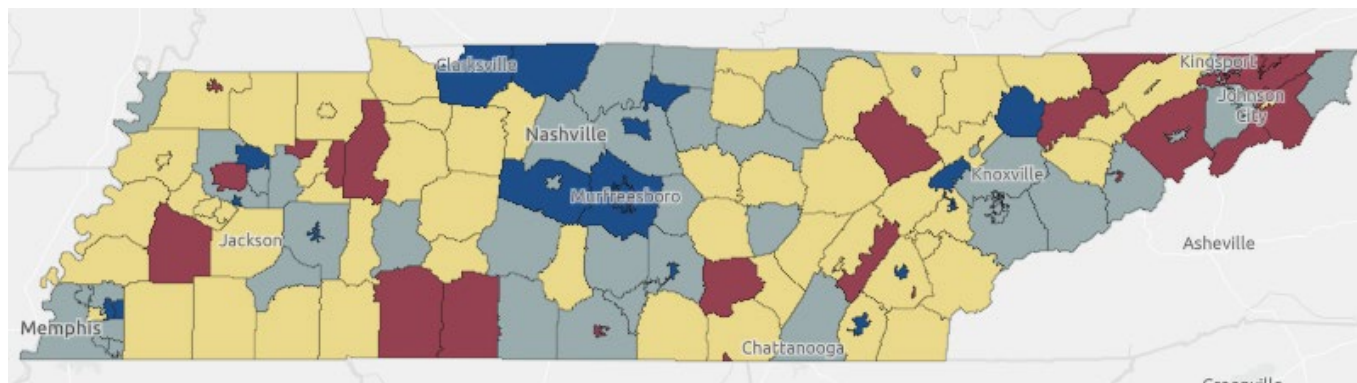 Clarksville
Kingsport
Johnson
City
Nashville
Knoxville
Murfreesboro
Jackson
Asheville
Memphis
Chattanooga